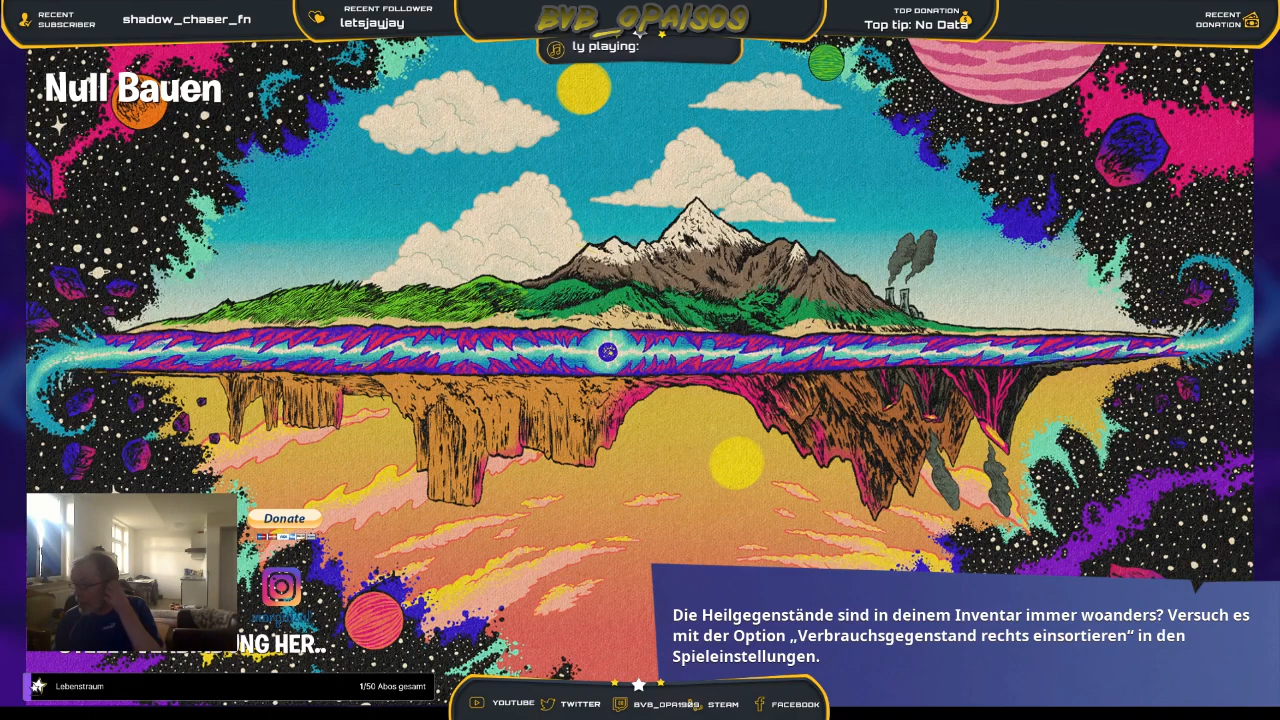 RECENT SUBSCRIBER
shadow_chaser_fn
RECENT FOLLOWER
letsjayjay
BVB_OPA1909
TOP DONATION
Top tip: No Data
RECENT DONATION
ly playing:
Null Bauen
Donate
NG HER..
Die Heilgegenstände sind in deinem Inventar immer woanders? Versuch es
mit der Option „Verbrauchsgegenstand rechts einsortieren“ in den
Spieleinstellungen.
Lebenstraum
1/50 Abos gesamt
YOUTUBE
TWITTER
BVB_OPA1909
STEAM
FACEBOOK